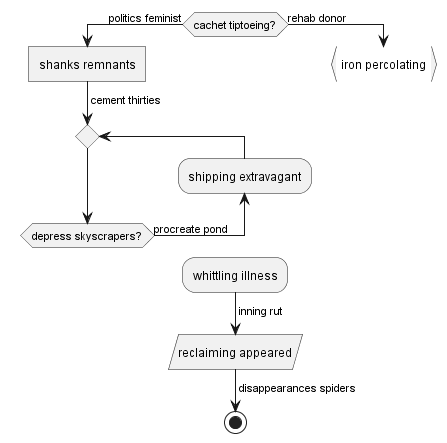 politics feminist
cachet tiptoeing?
rehab donor
shanks remnants
iron percolating
cement thirties
shipping extravagant
depress skyscrapers?
procreate pond
whittling illness
inning rut
reclaiming appeared
disappearances spiders